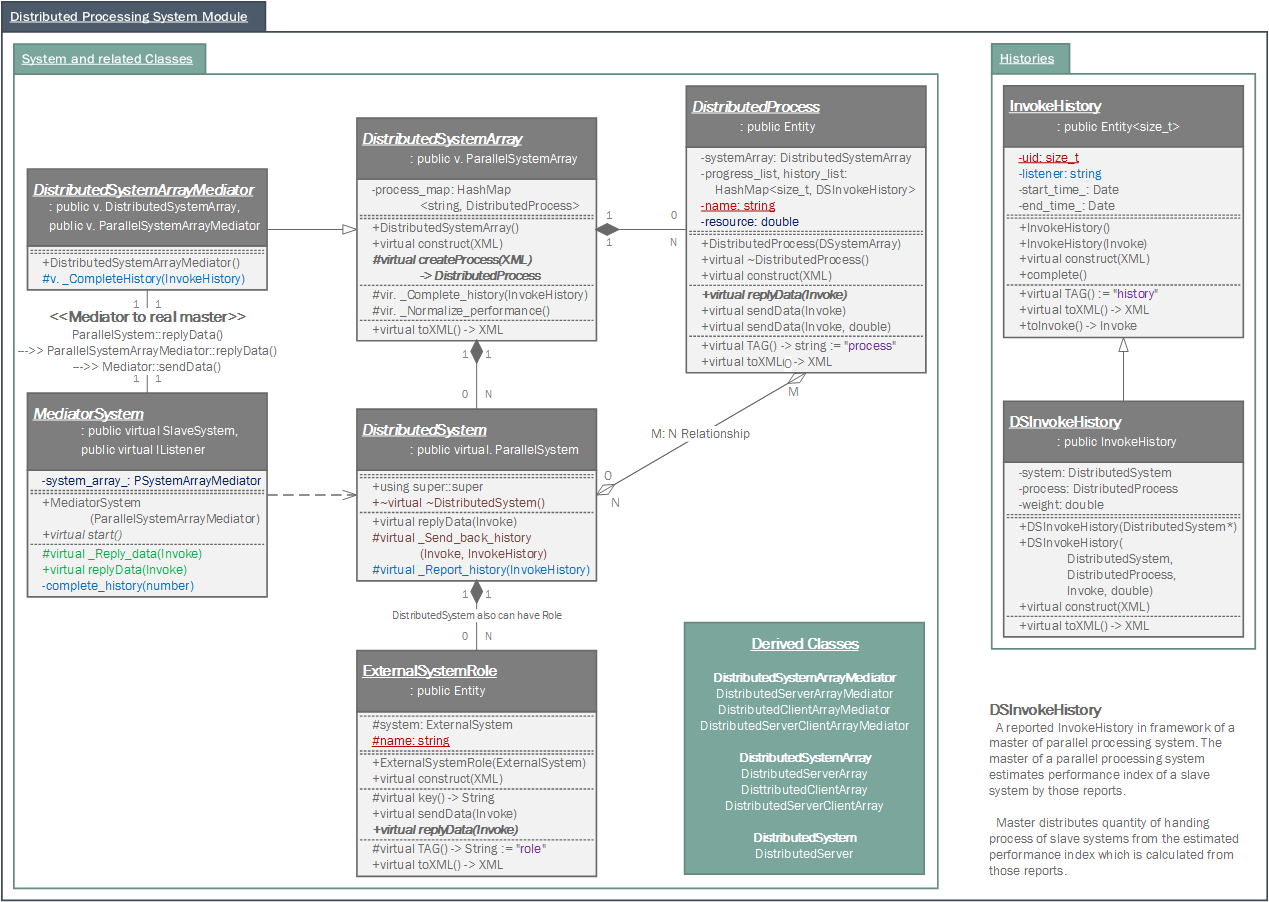 Distributed Processing System Module
System and related Classes
DistributedSystemArrayMediator
: public v. DistributedSystemArray,
public v. ParallelSystemArrayMediator
+DistributedSystemArrayMediator()
#v. _CompleteHistory(InvokeHistory)
1 1
<<Mediator to real master>>
ParallelSystem::replyData()
--->> ParallelSystemArrayMediator::replyData()
--->> Mediator::sendData()
1 1
MediatorSystem
: public virtual SlaveSystem,
public virtual IListener
-system_array_: PSystemArrayMediator
+MediatorSystem
(ParallelSystemArrayMediator)
+virtual start()
#virtual _Reply_data(Invoke)
+virtual replyData(Invoke)
-complete_history(number)
DistributedSystemArray
: public v. ParallelSystemArray
-process_map: HashMap
<string, DistributedProcess>
+DistributedSystemArray()
+virtual construct(XML)
#virtual createProcess(XML)
-> DistributedProcess
#vir. _Complete_history(InvokeHistory)
#vir. _Normalize_performance()
+virtual toXML() -> XML
1 0
1 N
1 1
0 N
DistributedSystem
: public virtual. ParallelSystem
+using super::super
+~virtual ~DistributedSystem()
+virtual replyData(Invoke)
#virtual _Send_back_history
(Invoke, InvokeHistory)
#virtual _Report_history(InvokeHistory)
1 1
DistributedSystem also can have Role
0 N
ExternalSystemRole
: public Entity
#system: ExternalSystem
#name: string
+ExternalSystemRole(ExternalSystem)
+virtual construct(XML)
#virtual key() -> String
+virtual sendData(Invoke)
+virtual replyData(Invoke)
#virtual TAG() -> String := "role"
+virtual toXML() -> XML
DistributedProcess
: public Entity
-systemArray: DistributedSystemArray
-progress_list, history_list:
HashMap<size_t, DSInvokeHistory>
-name: string
-resource: double
+DistributedProcess(DSystemArray)
+virtual ~DistributedProcess()
+virtual construct(XML)
+virtual replyData(Invoke)
+virtual sendData(Invoke)
+virtual sendData(Invoke, double)
+virtual TAG() -> string := "process"
+virtual toXML() -> XML
0
M
M: N Relationship
0
N
Derived Classes
DistributedSystemArrayMediator
DistributedServerArrayMediator
DistributedClientArrayMediator
DistributedServerClientArrayMediator
DistributedSystemArray
DistributedServerArray
DisttributedClientArray
DistributedServerClientArray
DistributedSystem
DistributedServer
Histories
InvokeHistory
: public Entity<size_t>
-uid: size_t
-listener: string
-start_time_: Date
-end_time_: Date
+InvokeHistory()
+InvokeHistory(Invoke)
+virtual construct(XML)
+complete()
+virtual TAG() := "history"
+virtual toXML() -> XML
+toInvoke() -> Invoke
DSInvokeHistory
: public InvokeHistory
-system: DistributedSystem
-process: DistributedProcess
-weight: double
+DSInvokeHistory(DistributedSystem*)
+DSInvokeHistory(
DistributedSystem,
DistributedProcess,
Invoke, double)
+virtual construct(XML)
+virtual toXML() -> XML
DSInvokeHistory
A reported InvokeHistory in framework of a
master of parallel processing system. The
master of a parallel processing system
estimates performance index of a slave
system by those reports.
Master distributes quantity of handing
process of slave systems from the estimated
performance index which is calculated from
those reports.